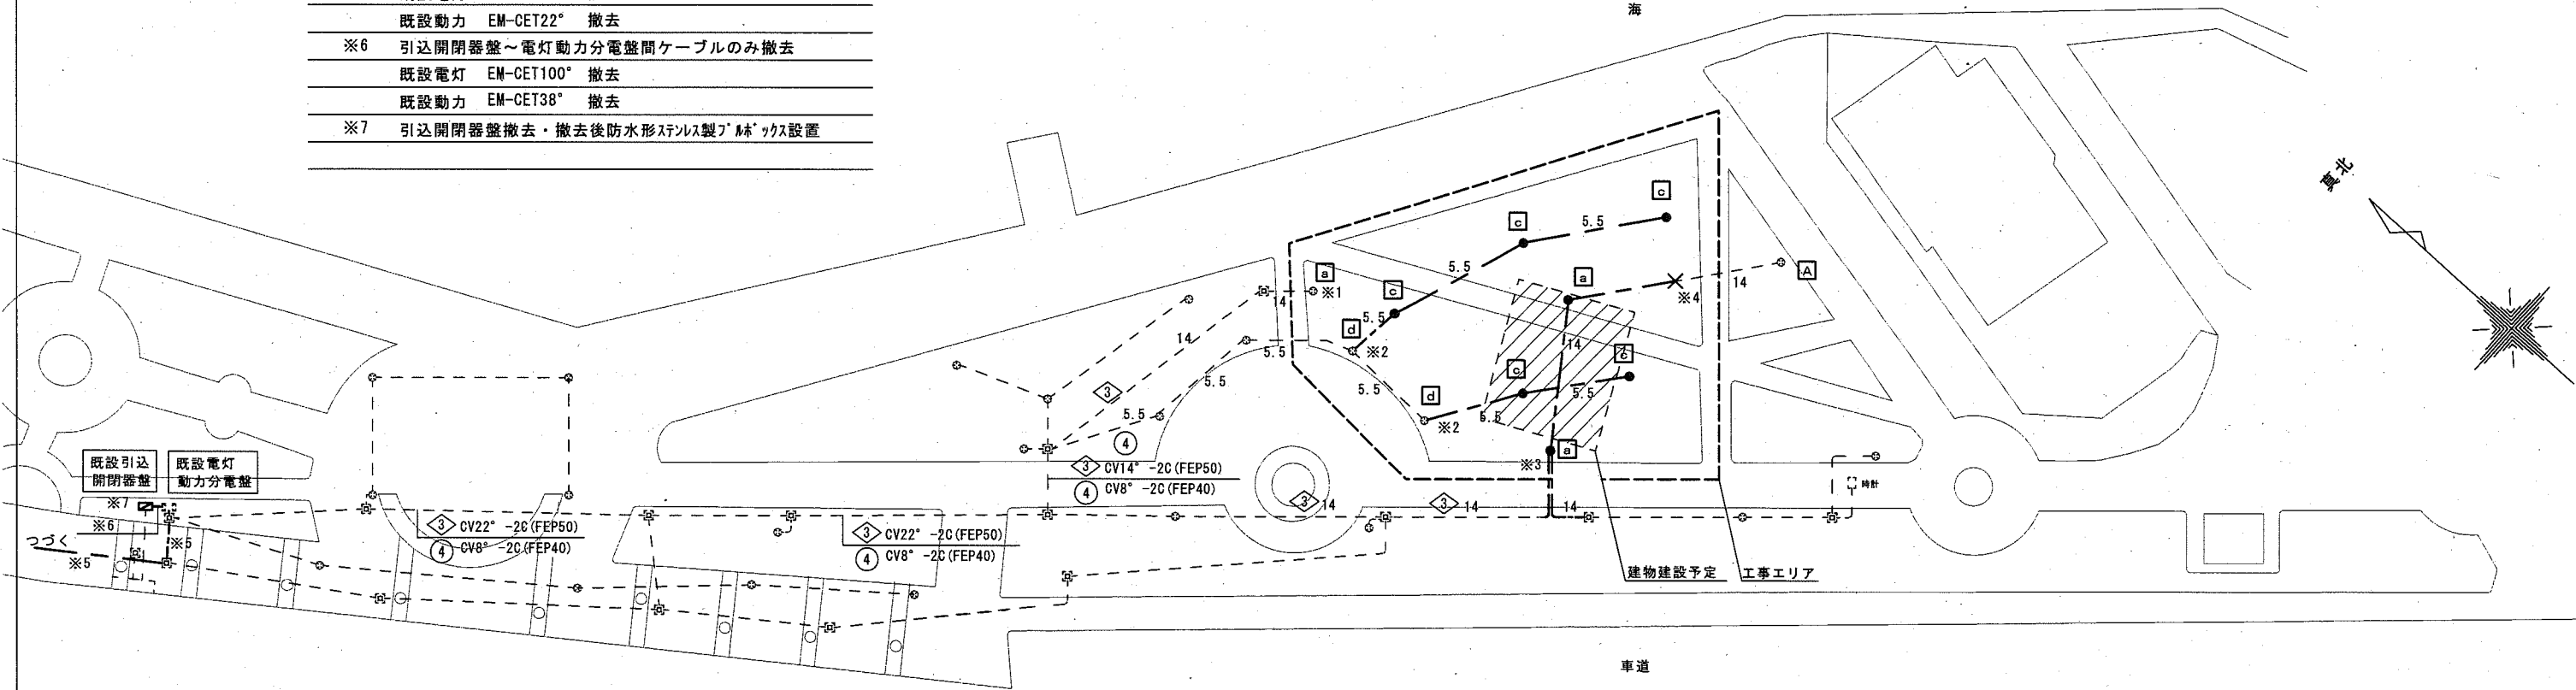 既設動力 EM-CET22° 撤去
※6 引込開閉器盤～電灯動力分電盤間ケーブルのみ撤去
既設電灯 EM-CET100° 撤去
既設動力 EM-CET38° 撤去
※7 引込開閉器盤撤去・撤去後防水形ステンレス製プルボックス設置
海
真北
c
c
5.5
5.5
a
※1
14
c
a
※4
14
A
5.5
d
※2
14
5.5
14
c
c
5.5
5.5
3
5.5
d
※2
5.5
5.5
4
a
※3
3 CV14° -2C(FEP50)
4 CV8° -2C(FEP40)
既設引込
開閉器盤
既設電灯
動力分電盤
※7
※6
つづく
※5
※5
3 CV22° -2C(FEP50)
4 CV8° -2C(FEP40)
3 CV22° -2C(FEP50)
4 CV8° -2C(FEP40)
3 14
3 14
14
時計
建物建設予定
工事エリア
車道